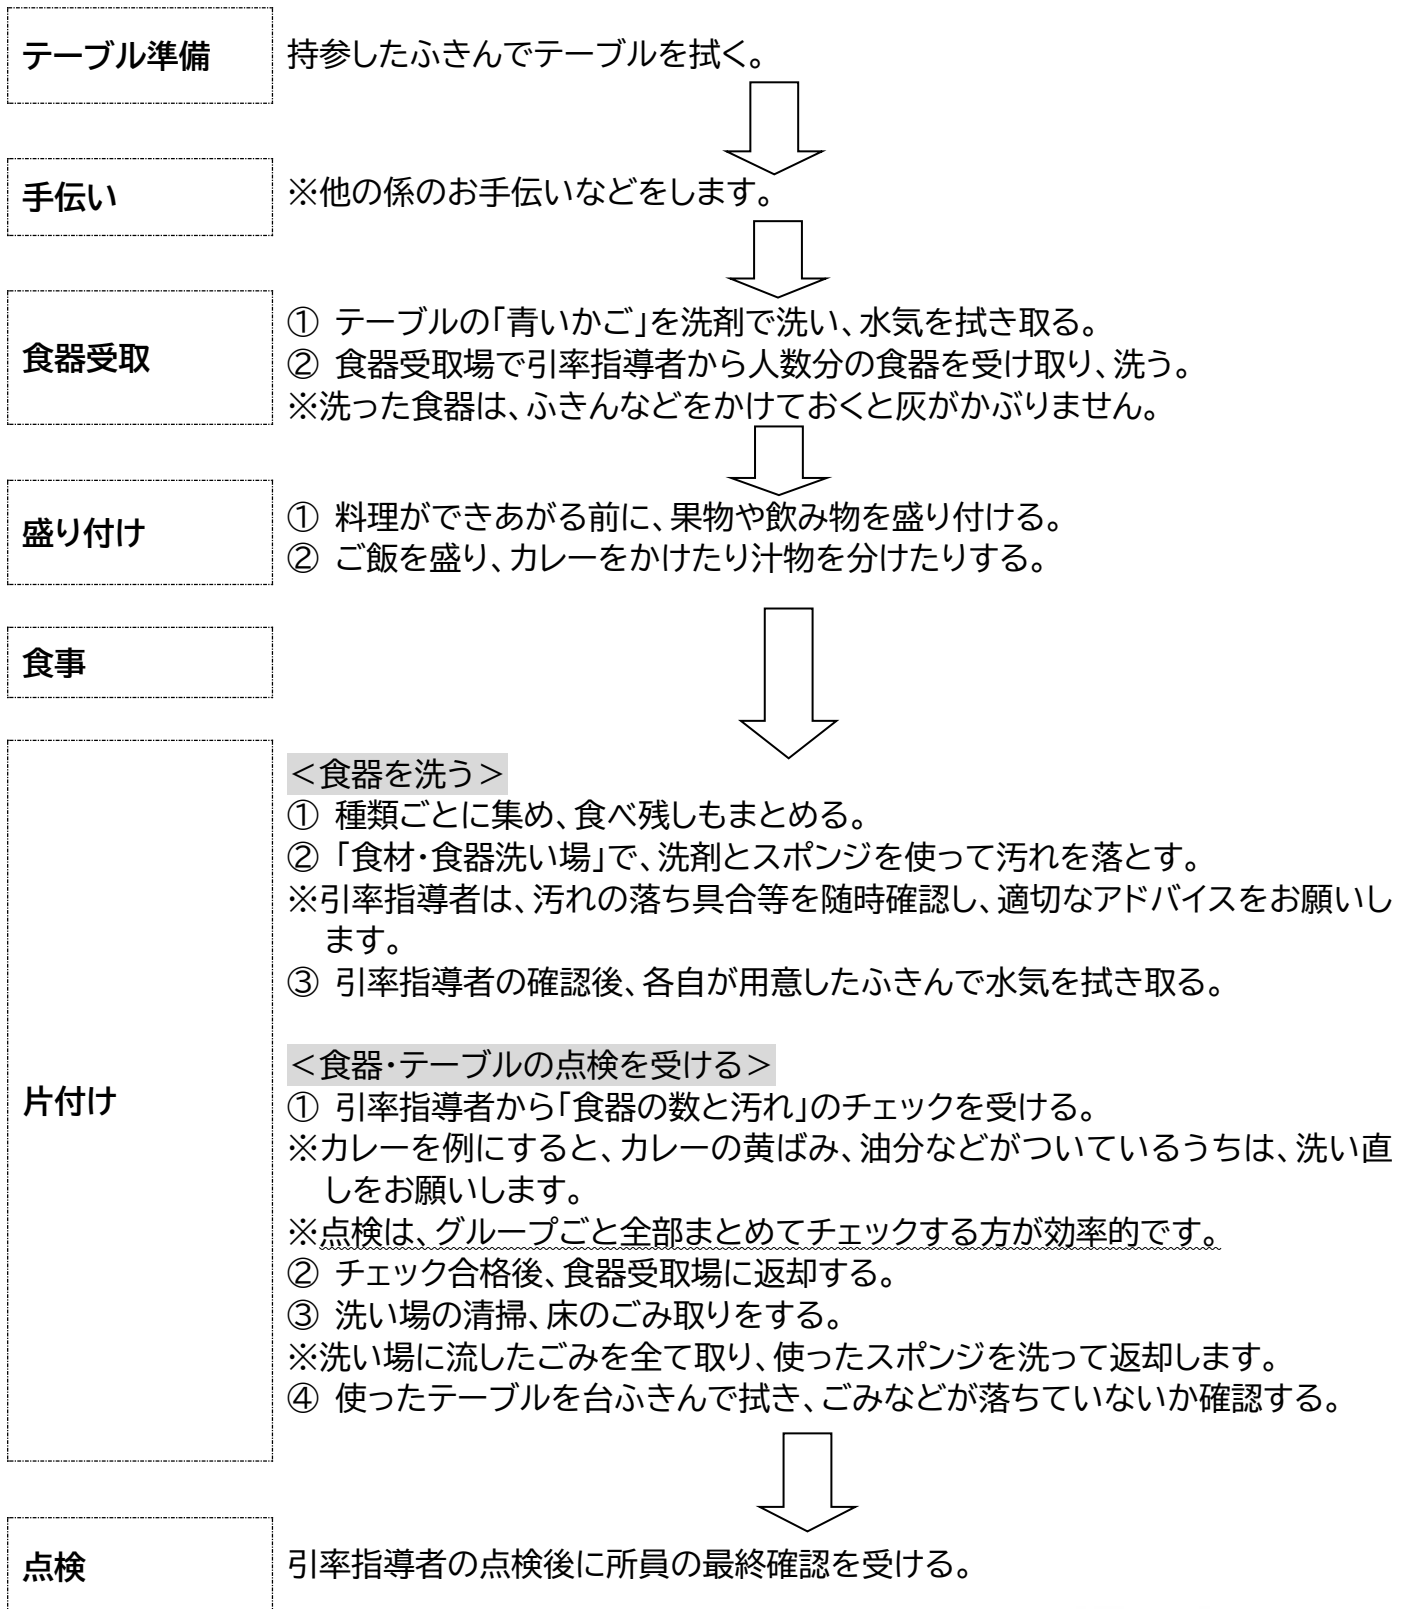 テーブル準備
持参したふきんでテーブルを拭く。
手伝い
※他の係のお手伝いなどをします。
食器受取
① テーブルの「青いかご」を洗剤で洗い、水気を拭き取る。
② 食器受取場で引率指導者から人数分の食器を受け取り、洗う。
※洗った食器は、ふきんなどをかけておくと灰がかぶりません。
盛り付け
① 料理ができあがる前に、果物や飲み物を盛り付ける。
② ご飯を盛り、カレーをかけたり汁物を分けたりする。
食事
片付け
＜食器を洗う＞
① 種類ごとに集め、食べ残しもまとめる。
② 「食材・食器洗い場」で、洗剤とスポンジを使って汚れを落とす。
※引率指導者は、汚れの落ち具合等を随時確認し、適切なアドバイスをお願いし
ます。
③ 引率指導者の確認後、各自が用意したふきんで水気を拭き取る。
＜食器・テーブルの点検を受ける＞
① 引率指導者から「食器の数と汚れ」のチェックを受ける。
※カレーを例にすると、カレーの黄ばみ、油分などがついているうちは、洗い直
しをお願いします。
※点検は、グループごと全部まとめてチェックする方が効率的です。
② チェック合格後、食器受取場に返却する。
③ 洗い場の清掃、床のごみ取りをする。
※洗い場に流したごみを全て取り、使ったスポンジを洗って返却します。
④ 使ったテーブルを台ふきんで拭き、ごみなどが落ちていないか確認する。
点検
引率指導者の点検後に所員の最終確認を受ける。